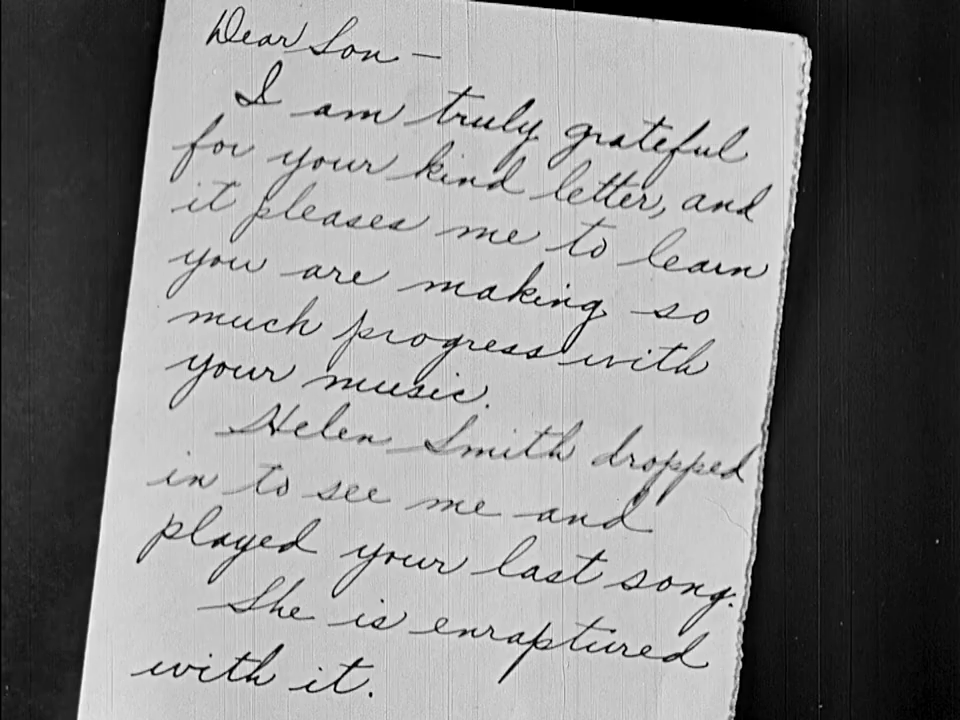 Dear Son —
I am truly grateful
for your kind letter, and
it pleases me to learn
you are making so
much progress with
your music.
Helen Smith dropped
in to see me and
played your last song.
She is enraptured
with it.